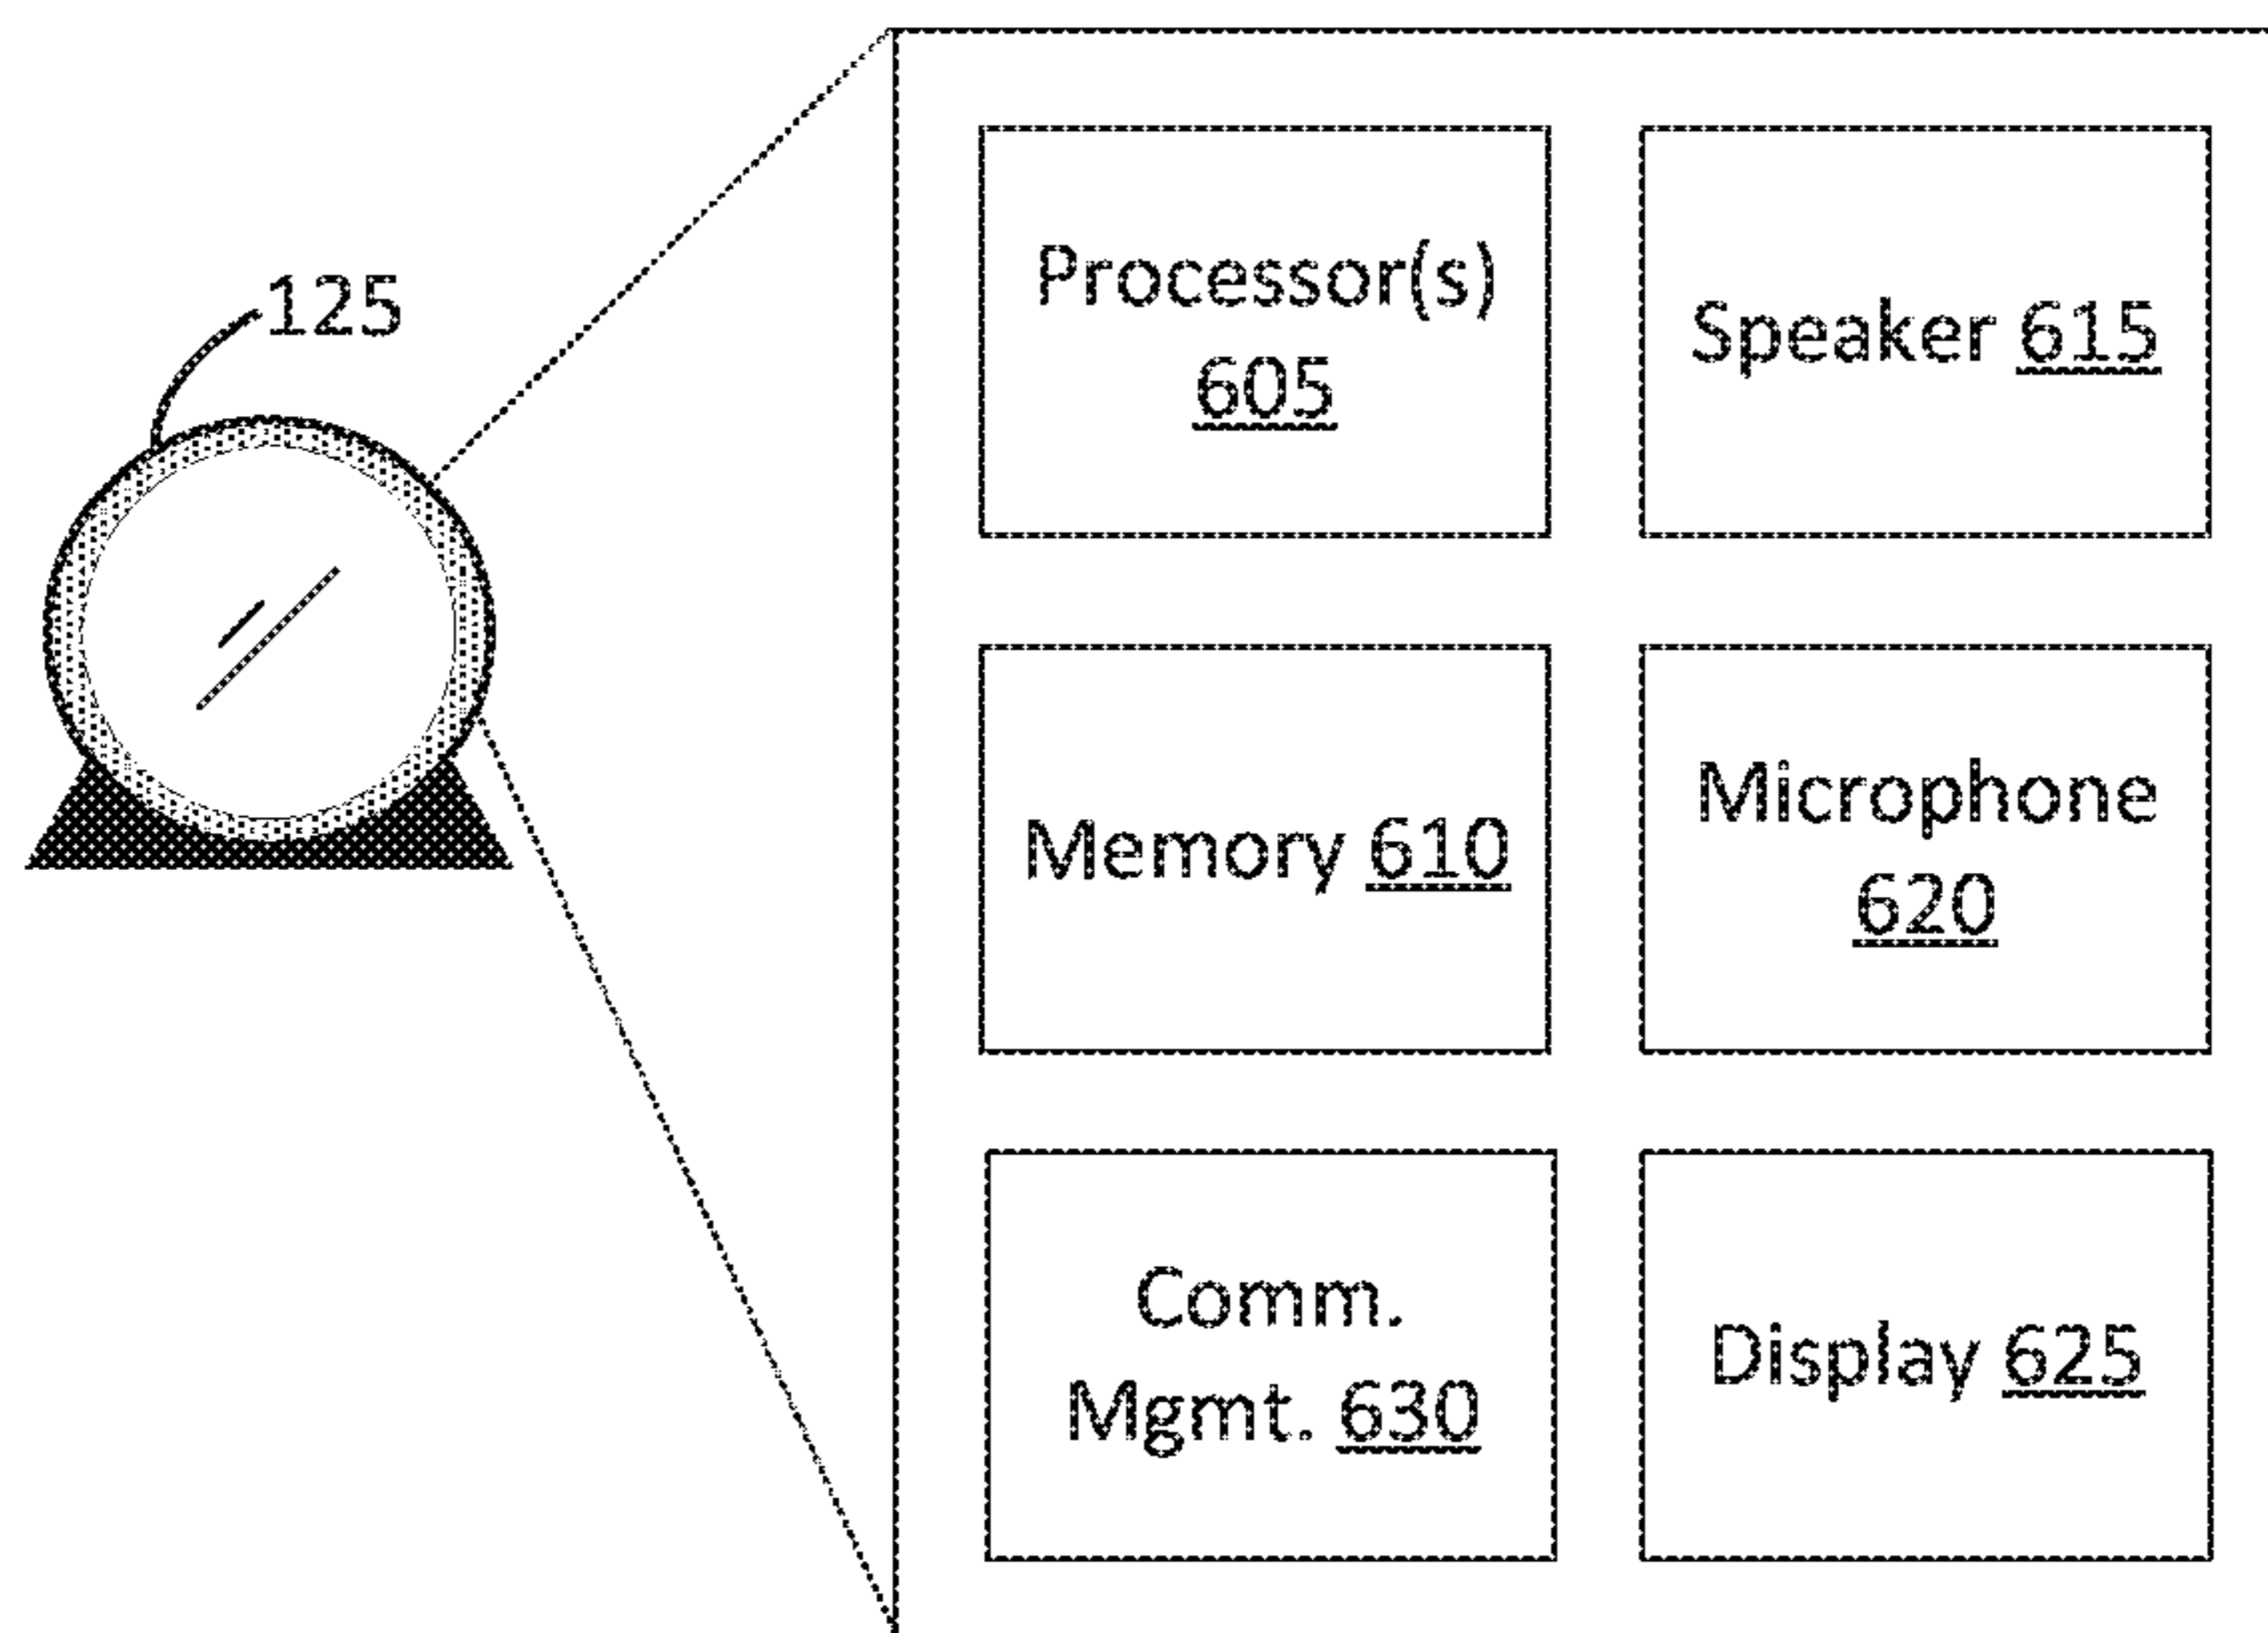 125
Processor(s)
605
Speaker 615
Memory 610
Microphone
620
Comm.
Mgmt. 630
Display 625